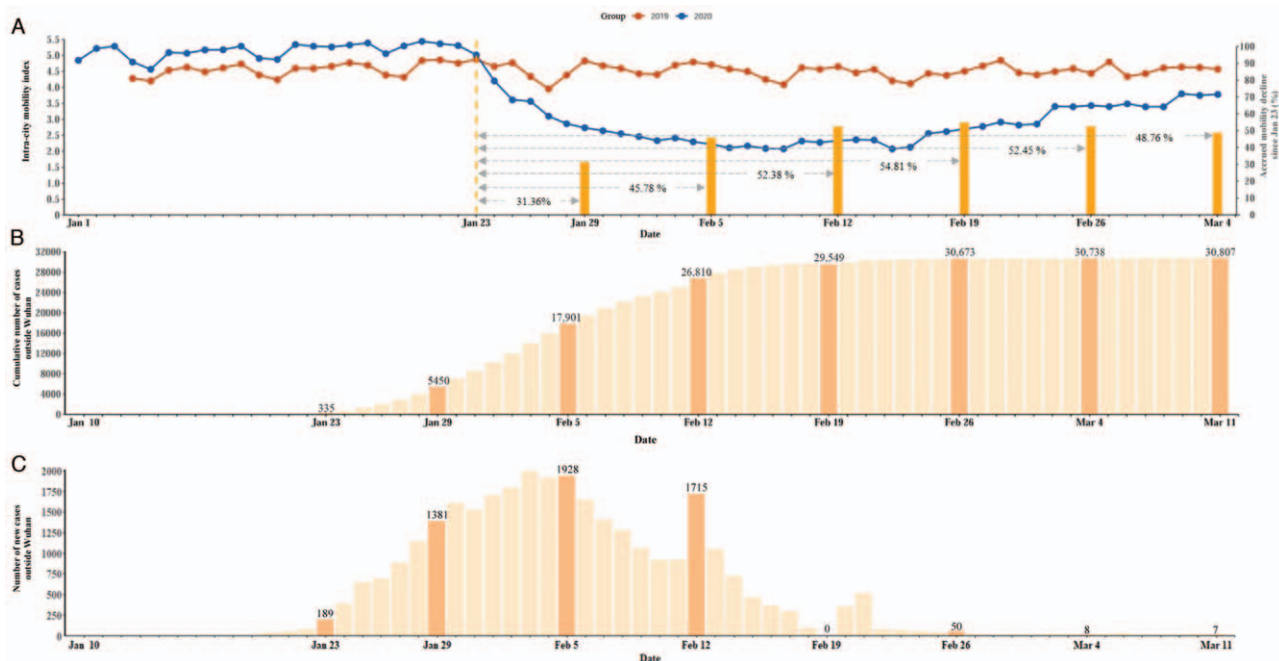 A
Group 2019 2020
Intra-city mobility index
5.5
5.0
4.5
4.0
3.5
3.0
2.5
2.0
1.5
1.0
0.5
0
100
90
80
70
60
50
40
30
20
10
0
Accrued mobility decline
since Jan 23 (%)
48.76 %
52.45 %
54.81 %
52.38 %
45.78 %
31.36%
Jan 1
Jan 23
Jan 29
Feb 5
Feb 12
Feb 19
Feb 26
Mar 4
Date
B
Cumulative number of cases
outside Wuhan
32000
28000
24000
20000
16000
12000
8000
4000
0
335
5450
17,901
26,810
29,549
30,673
30,738
30,807
Jan 10
Jan 23
Jan 29
Feb 5
Feb 12
Feb 19
Feb 26
Mar 4
Mar 11
Date
C
Number of new cases
outside Wuhan
2000
1750
1500
1250
1000
750
500
250
0
189
1381
1928
1715
0
50
8
7
Jan 10
Jan 23
Jan 29
Feb 5
Feb 12
Feb 19
Feb 26
Mar 4
Mar 11
Date